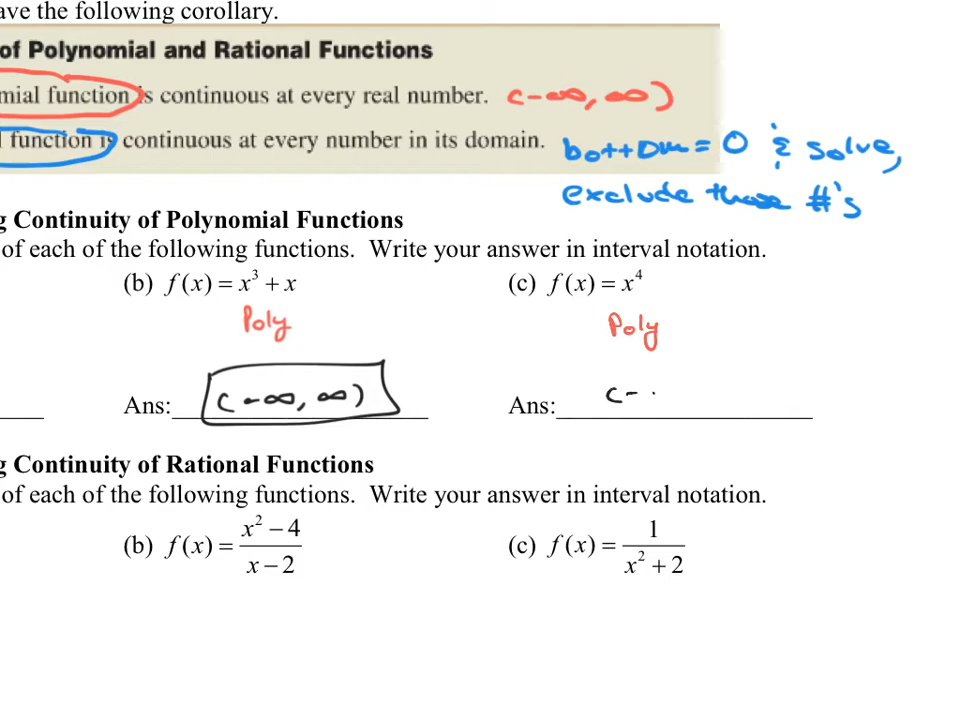 ave the following corollary.
of Polynomial and Rational Functions
mial function is continuous at every real number. (-∞, ∞)
function is continuous at every number in its domain.
bottom = 0 & solve,
exclude those #'s
g Continuity of Polynomial Functions
of each of the following functions. Write your answer in interval notation.
(b) f(x) = x³ + x (c) f(x) = x⁴
Poly Poly
Ans: (-∞, ∞) Ans: (-
g Continuity of Rational Functions
of each of the following functions. Write your answer in interval notation.
(b) f(x) = (x² − 4)/(x − 2) (c) f(x) = 1/(x² + 2)